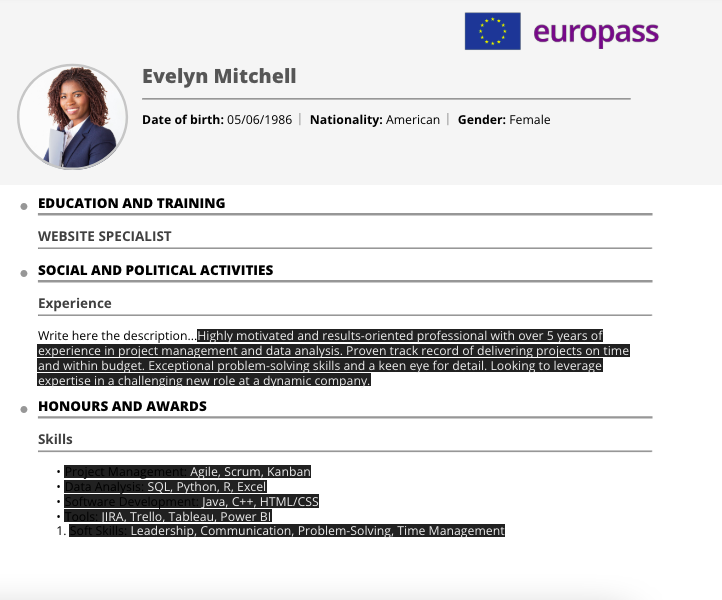 europass
Evelyn Mitchell
Date of birth: 05/06/1986 | Nationality: American | Gender: Female
EDUCATION AND TRAINING
WEBSITE SPECIALIST
SOCIAL AND POLITICAL ACTIVITIES
Experience
Write here the description...Highly motivated and results-oriented professional with over 5 years of
experience in project management and data analysis. Proven track record of delivering projects on time
and within budget. Exceptional problem-solving skills and a keen eye for detail. Looking to leverage
expertise in a challenging new role at a dynamic company.
HONOURS AND AWARDS
Skills
• Project Management: Agile, Scrum, Kanban
• Data Analysis: SQL, Python, R, Excel
• Software Development: Java, C++, HTML/CSS
• Tools: JIRA, Trello, Tableau, Power BI
1. Soft Skills: Leadership, Communication, Problem-Solving, Time Management